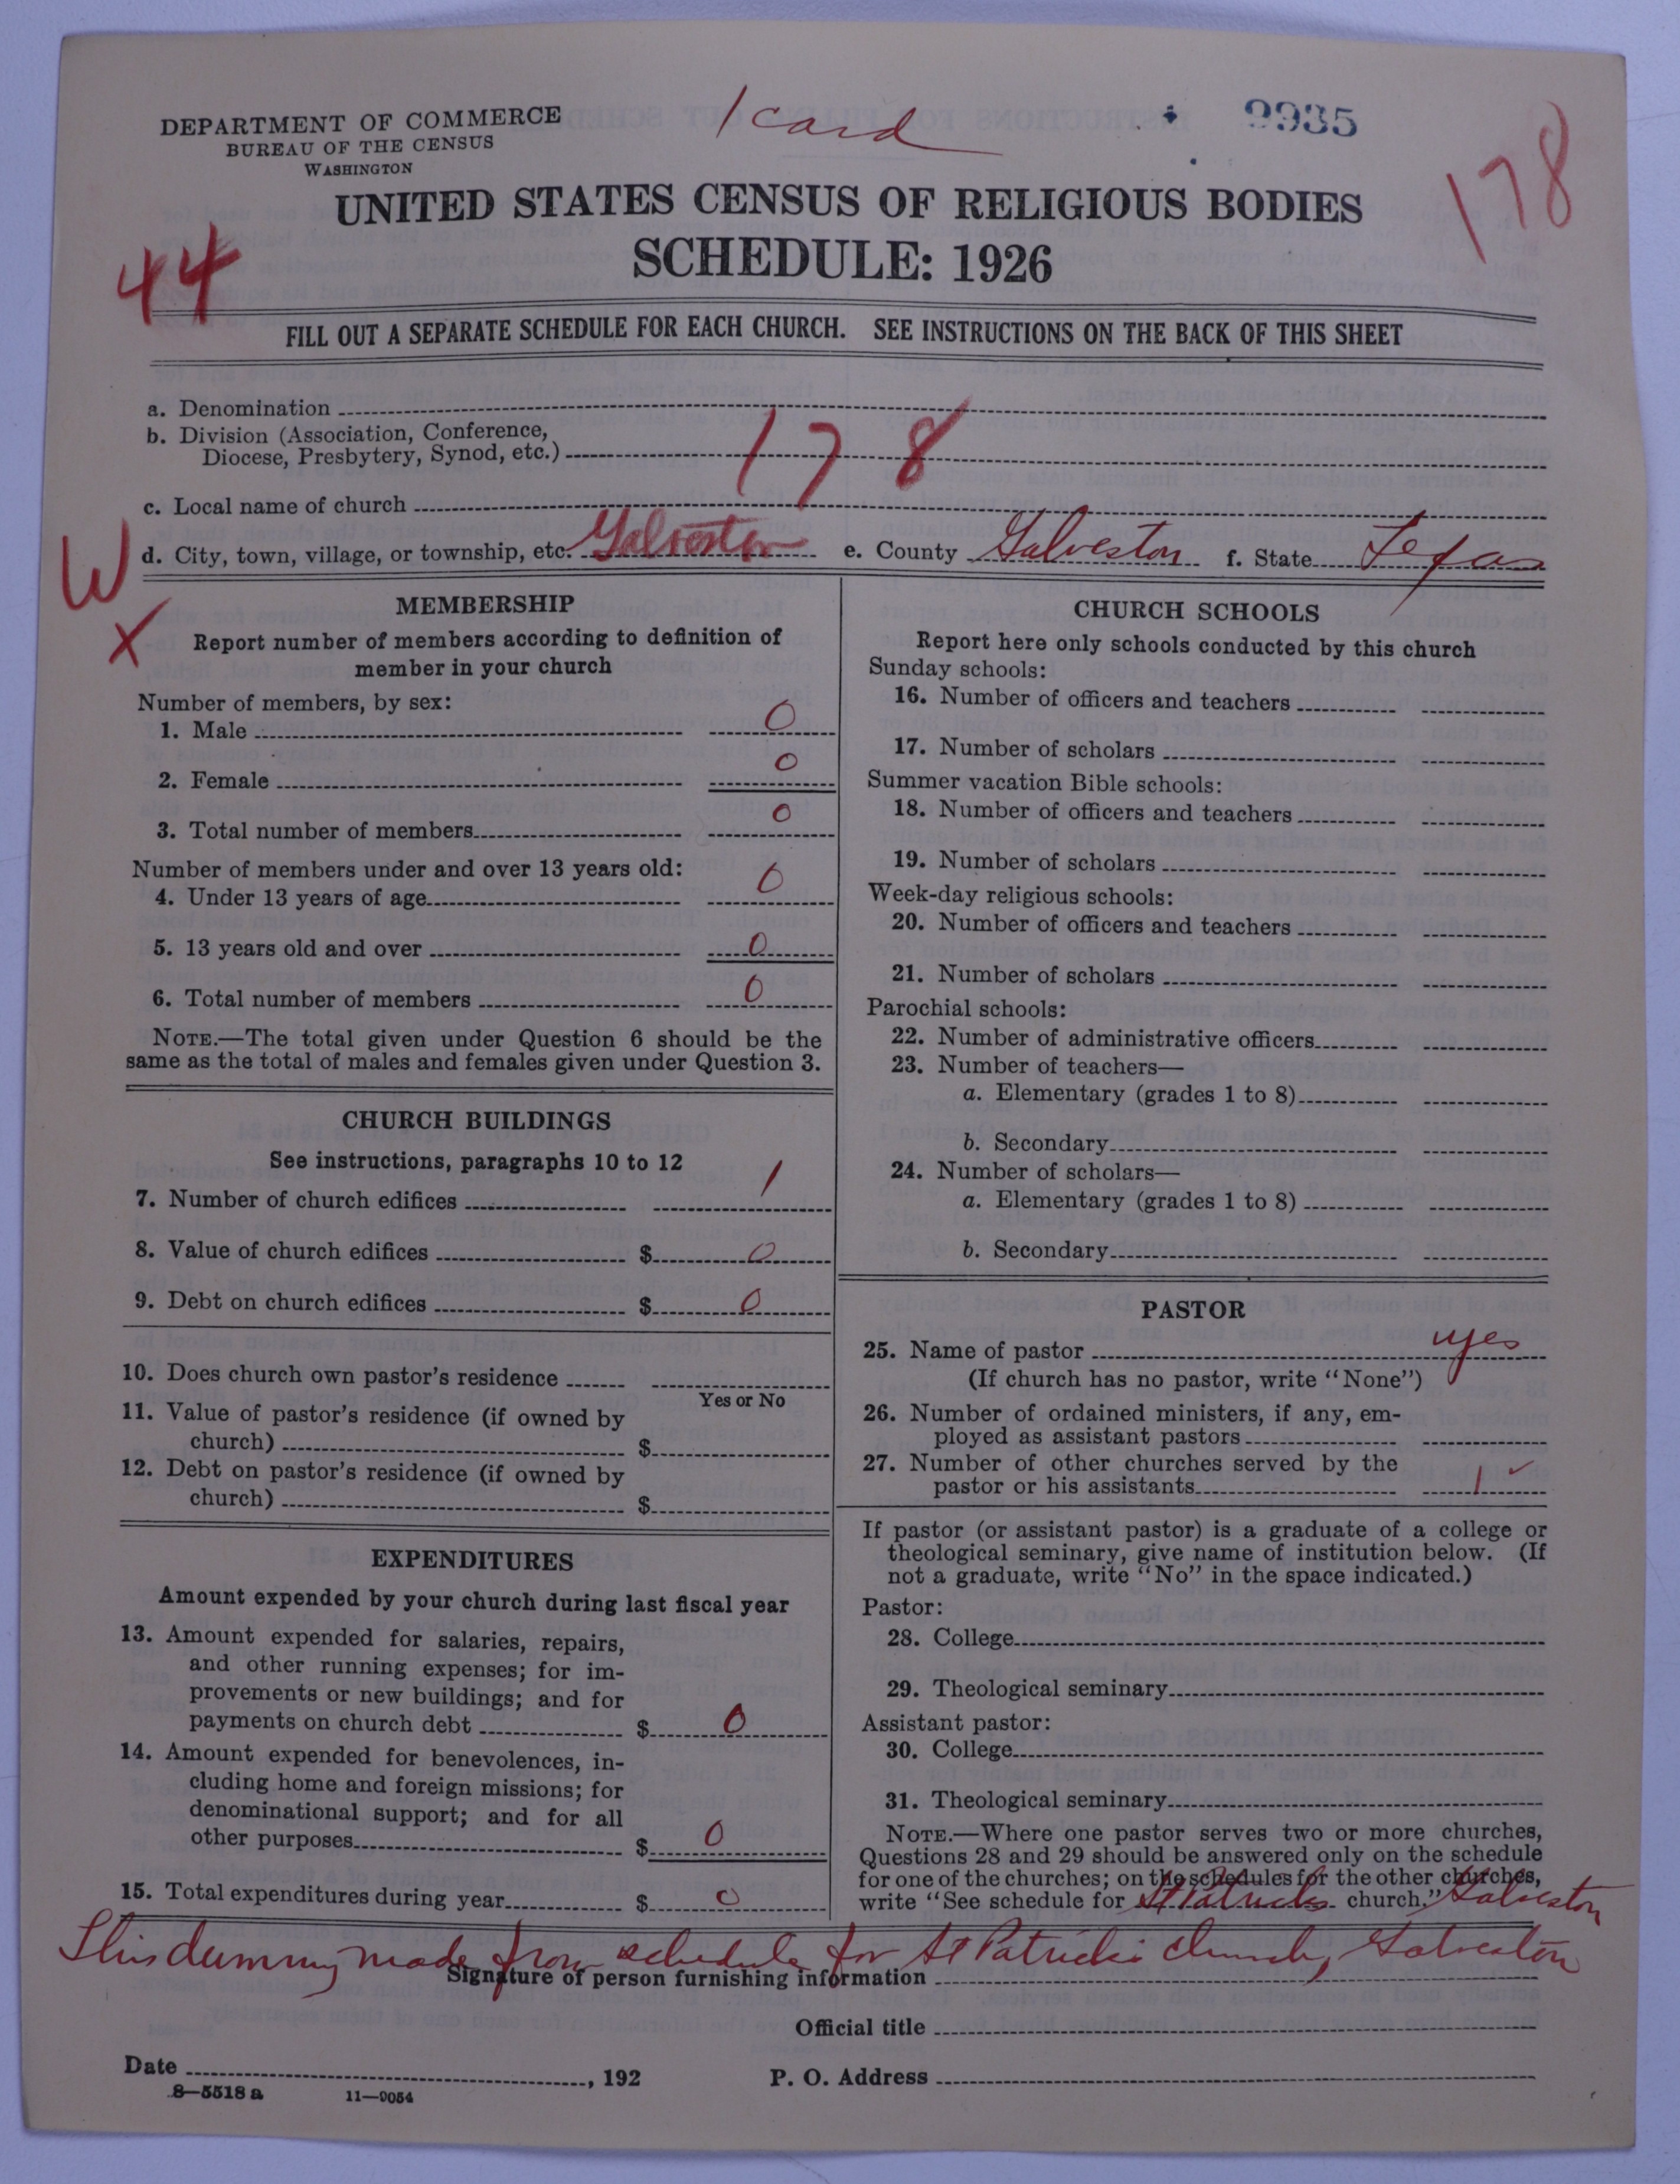 1 card
9935
178
DEPARTMENT OF COMMERCE
BUREAU OF THE CENSUS
WASHINGTON
UNITED STATES CENSUS OF RELIGIOUS BODIES
SCHEDULE: 1926
44
FILL OUT A SEPARATE SCHEDULE FOR EACH CHURCH. SEE INSTRUCTIONS ON THE BACK OF THIS SHEET
a. Denomination
b. Division (Association, Conference,
Diocese, Presbytery, Synod, etc.)
178
c. Local name of church
W
d. City, town, village, or township, etc. Galveston e. County Galveston f. State Texas
X
MEMBERSHIP
Report number of members according to definition of
member in your church
Number of members, by sex:
1. Male 0
2. Female 0
3. Total number of members 0
Number of members under and over 13 years old:
4. Under 13 years of age 0
5. 13 years old and over 0
6. Total number of members 0
NOTE.—The total given under Question 6 should be the
same as the total of males and females given under Question 3.
CHURCH BUILDINGS
See instructions, paragraphs 10 to 12
7. Number of church edifices 1
8. Value of church edifices $ 0
9. Debt on church edifices $ 0
10. Does church own pastor's residence
Yes or No
11. Value of pastor's residence (if owned by
church) $
12. Debt on pastor's residence (if owned by
church) $
EXPENDITURES
Amount expended by your church during last fiscal year
13. Amount expended for salaries, repairs,
and other running expenses; for im-
provements or new buildings; and for
payments on church debt $ 0
14. Amount expended for benevolences, in-
cluding home and foreign missions; for
denominational support; and for all
other purposes $ 0
15. Total expenditures during year $ 0
CHURCH SCHOOLS
Report here only schools conducted by this church
Sunday schools:
16. Number of officers and teachers
17. Number of scholars
Summer vacation Bible schools:
18. Number of officers and teachers
19. Number of scholars
Week-day religious schools:
20. Number of officers and teachers
21. Number of scholars
Parochial schools:
22. Number of administrative officers
23. Number of teachers—
a. Elementary (grades 1 to 8)
b. Secondary
24. Number of scholars—
a. Elementary (grades 1 to 8)
b. Secondary
PASTOR
25. Name of pastor yes
(If church has no pastor, write "None")
26. Number of ordained ministers, if any, em-
ployed as assistant pastors
27. Number of other churches served by the
pastor or his assistants 1 ✓
If pastor (or assistant pastor) is a graduate of a college or
theological seminary, give name of institution below. (If
not a graduate, write "No" in the space indicated.)
Pastor:
28. College
29. Theological seminary
Assistant pastor:
30. College
31. Theological seminary
NOTE.—Where one pastor serves two or more churches,
Questions 28 and 29 should be answered only on the schedule
for one of the churches; on the schedules for the other churches,
write "See schedule for St Patricks church." Galveston
This dummy made from schedule for St Patricks church, Galveston
Signature of person furnishing information
Official title
Date , 192 P. O. Address
8—5518 a 11—9054